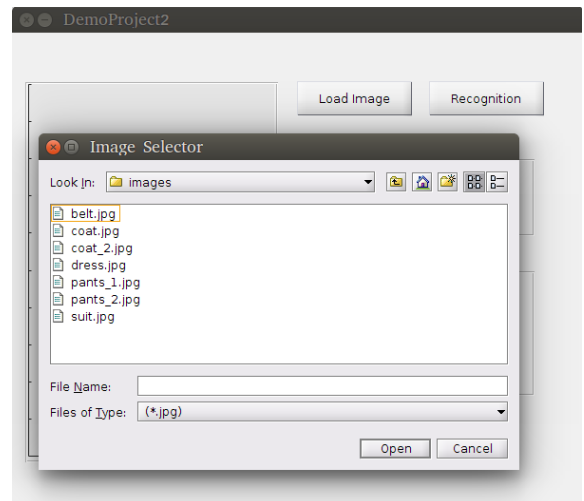 DemoProject2
Load Image
Recognition
Image Selector
Look In:
images
belt.jpg
coat.jpg
coat_2.jpg
dress.jpg
pants_1.jpg
pants_2.jpg
suit.jpg
File Name:
Files of Type:
(*.jpg)
Open
Cancel